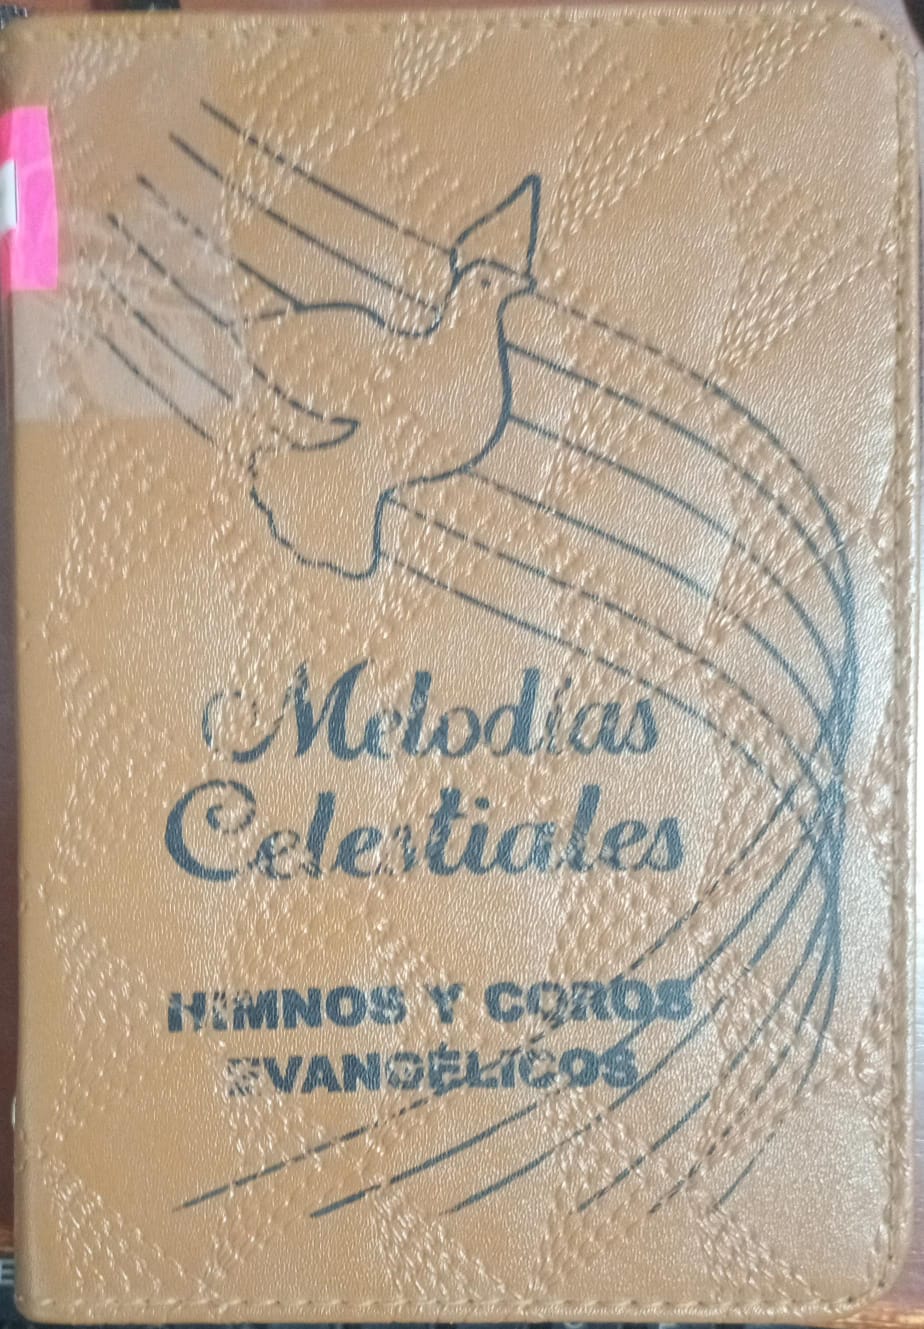 Melodías
Celestiales
HIMNOS Y COROS
EVANGÉLICOS